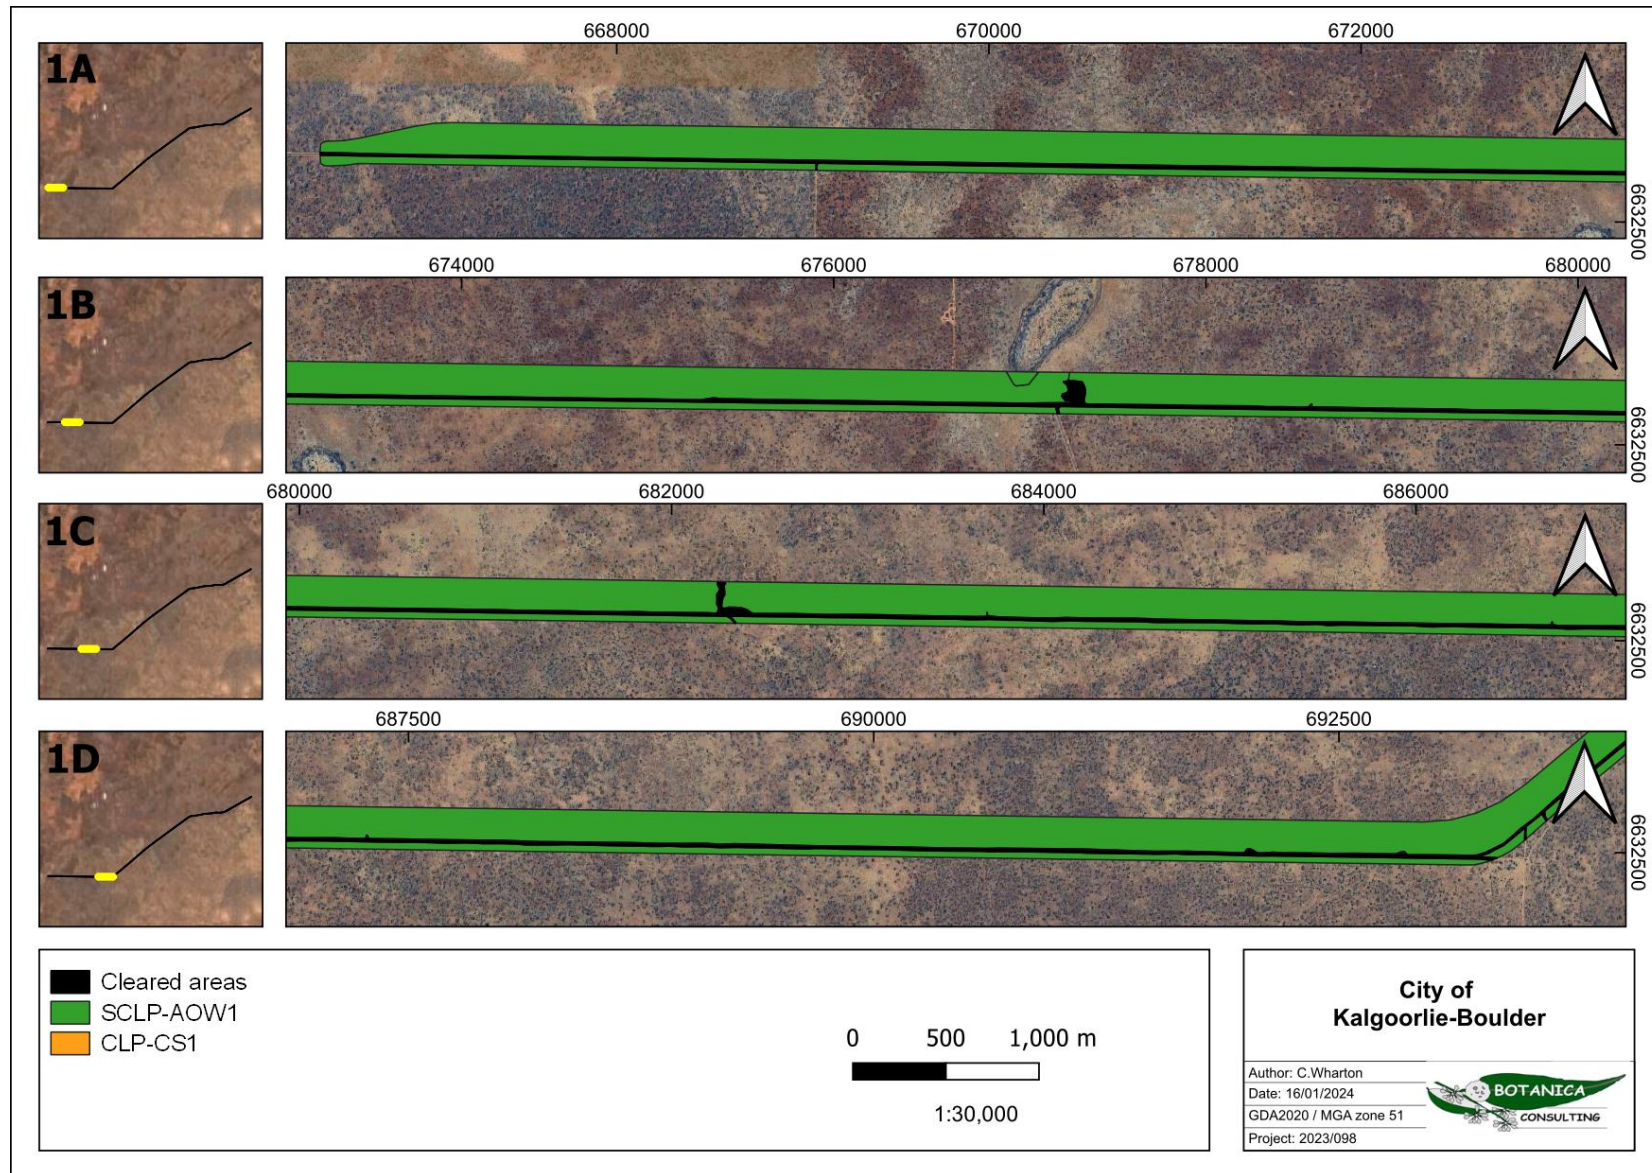 668000 670000 672000
1A
6632500
674000 676000 678000 680000
1B
6632500
680000 682000 684000 686000
1C
6632500
687500 690000 692500
1D
6632500
Cleared areas
SCLP-AOW1
CLP-CS1
0 500 1,000 m
1:30,000
City of
Kalgoorlie-Boulder
Author: C.Wharton
Date: 16/01/2024
GDA2020 / MGA zone 51
Project: 2023/098
BOTANICA
CONSULTING